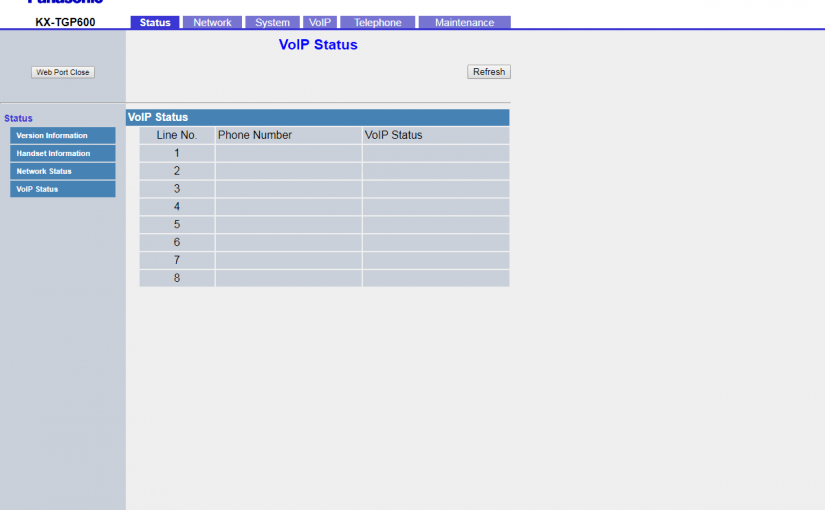 Panasonic
KX-TGP600
Status Network System VoIP Telephone Maintenance
VoIP Status
Web Port Close
Refresh
Status
Version Information
Handset Information
Network Status
VoIP Status
VoIP Status
Line No. Phone Number VoIP Status
1
2
3
4
5
6
7
8